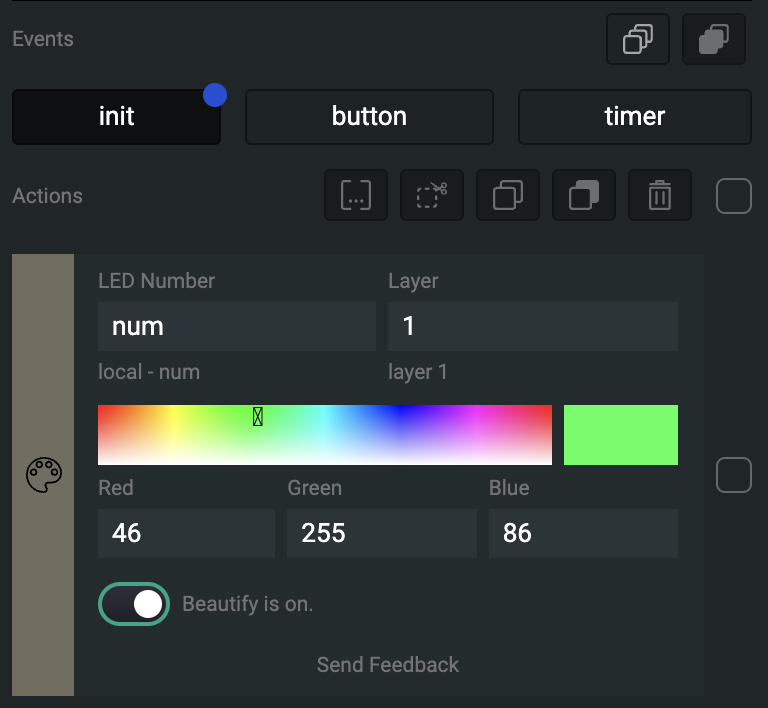 Events
init button timer
Actions
LED Number Layer
num 1
local - num layer 1
Red Green Blue
46 255 86
Beautify is on.
Send Feedback